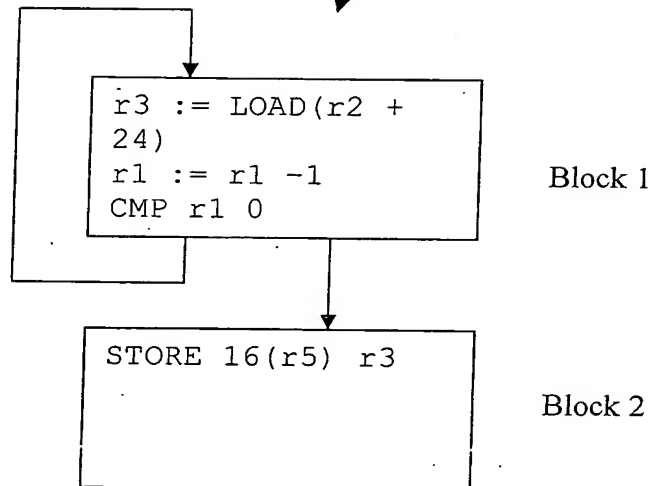 r3 := LOAD(r2 +
24)
r1 := r1 -1
CMP r1 0
Block 1
STORE 16(r5) r3
Block 2